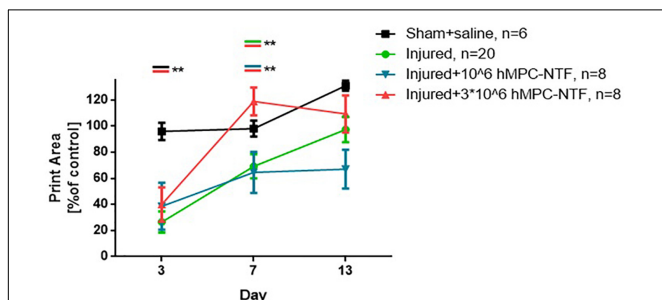 Sham+saline, n=6
Injured, n=20
Injured+10^6 hMPC-NTF, n=8
Injured+3*10^6 hMPC-NTF, n=8
**
**
**
Print Area
[%of control]
120
100
80
60
40
20
0
3 7 13
Day